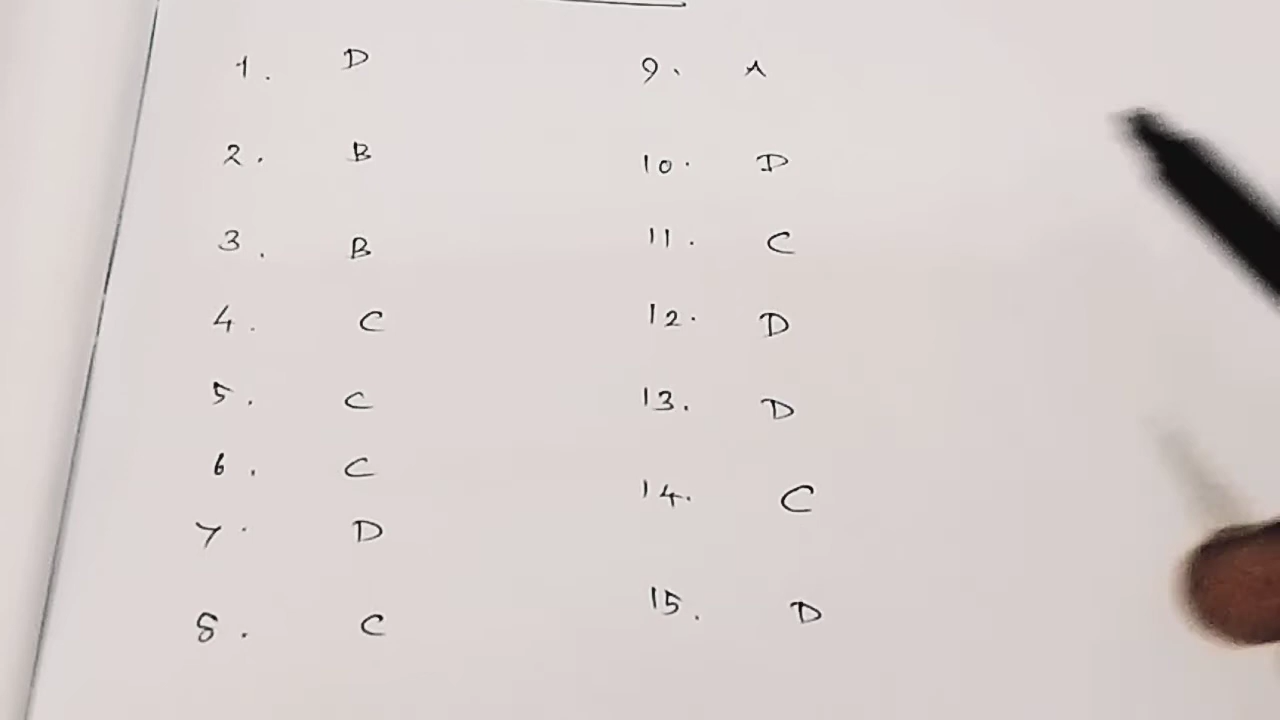 1. D
2. B
3. B
4. C
5. C
6. C
7. D
8. C
9. A
10. D
11. C
12. D
13. D
14. C
15. D